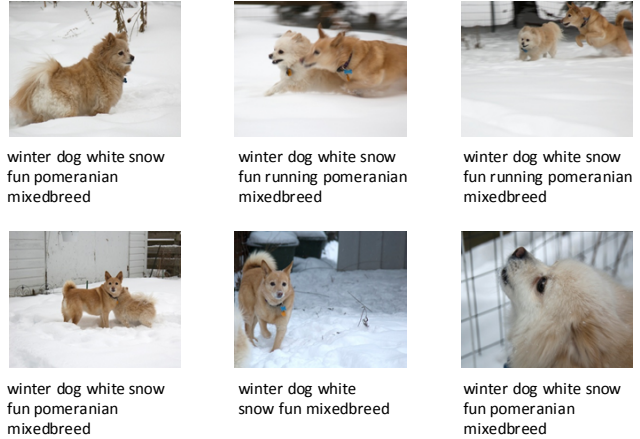 winter dog white snow
fun pomeranian
mixedbreed
winter dog white snow
fun running pomeranian
mixedbreed
winter dog white snow
fun running pomeranian
mixedbreed
winter dog white snow
fun pomeranian
mixedbreed
winter dog white
snow fun mixedbreed
winter dog white snow
fun pomeranian
mixedbreed